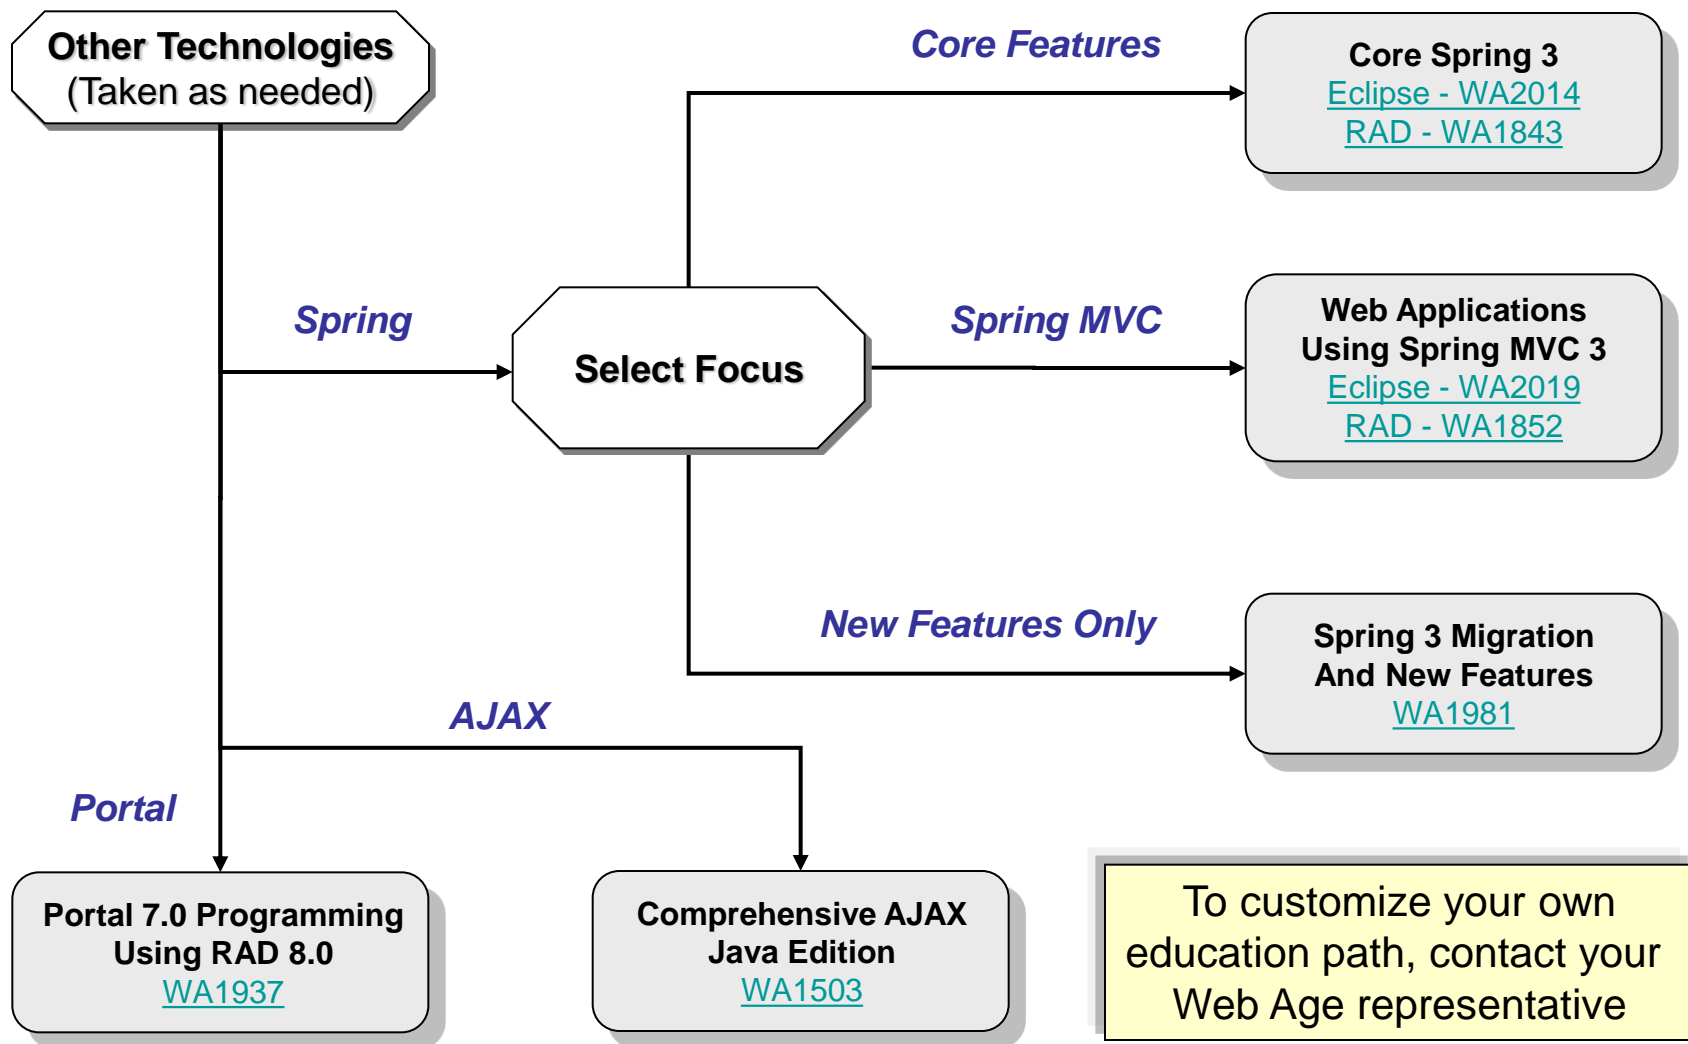 Other Technologies
(Taken as needed)
Core Features
Core Spring 3
Eclipse - WA2014
RAD - WA1843
Spring
Select Focus
Spring MVC
Web Applications
Using Spring MVC 3
Eclipse - WA2019
RAD - WA1852
New Features Only
Spring 3 Migration
And New Features
WA1981
AJAX
Portal
Portal 7.0 Programming
Using RAD 8.0
WA1937
Comprehensive AJAX
Java Edition
WA1503
To customize your own
education path, contact your
Web Age representative